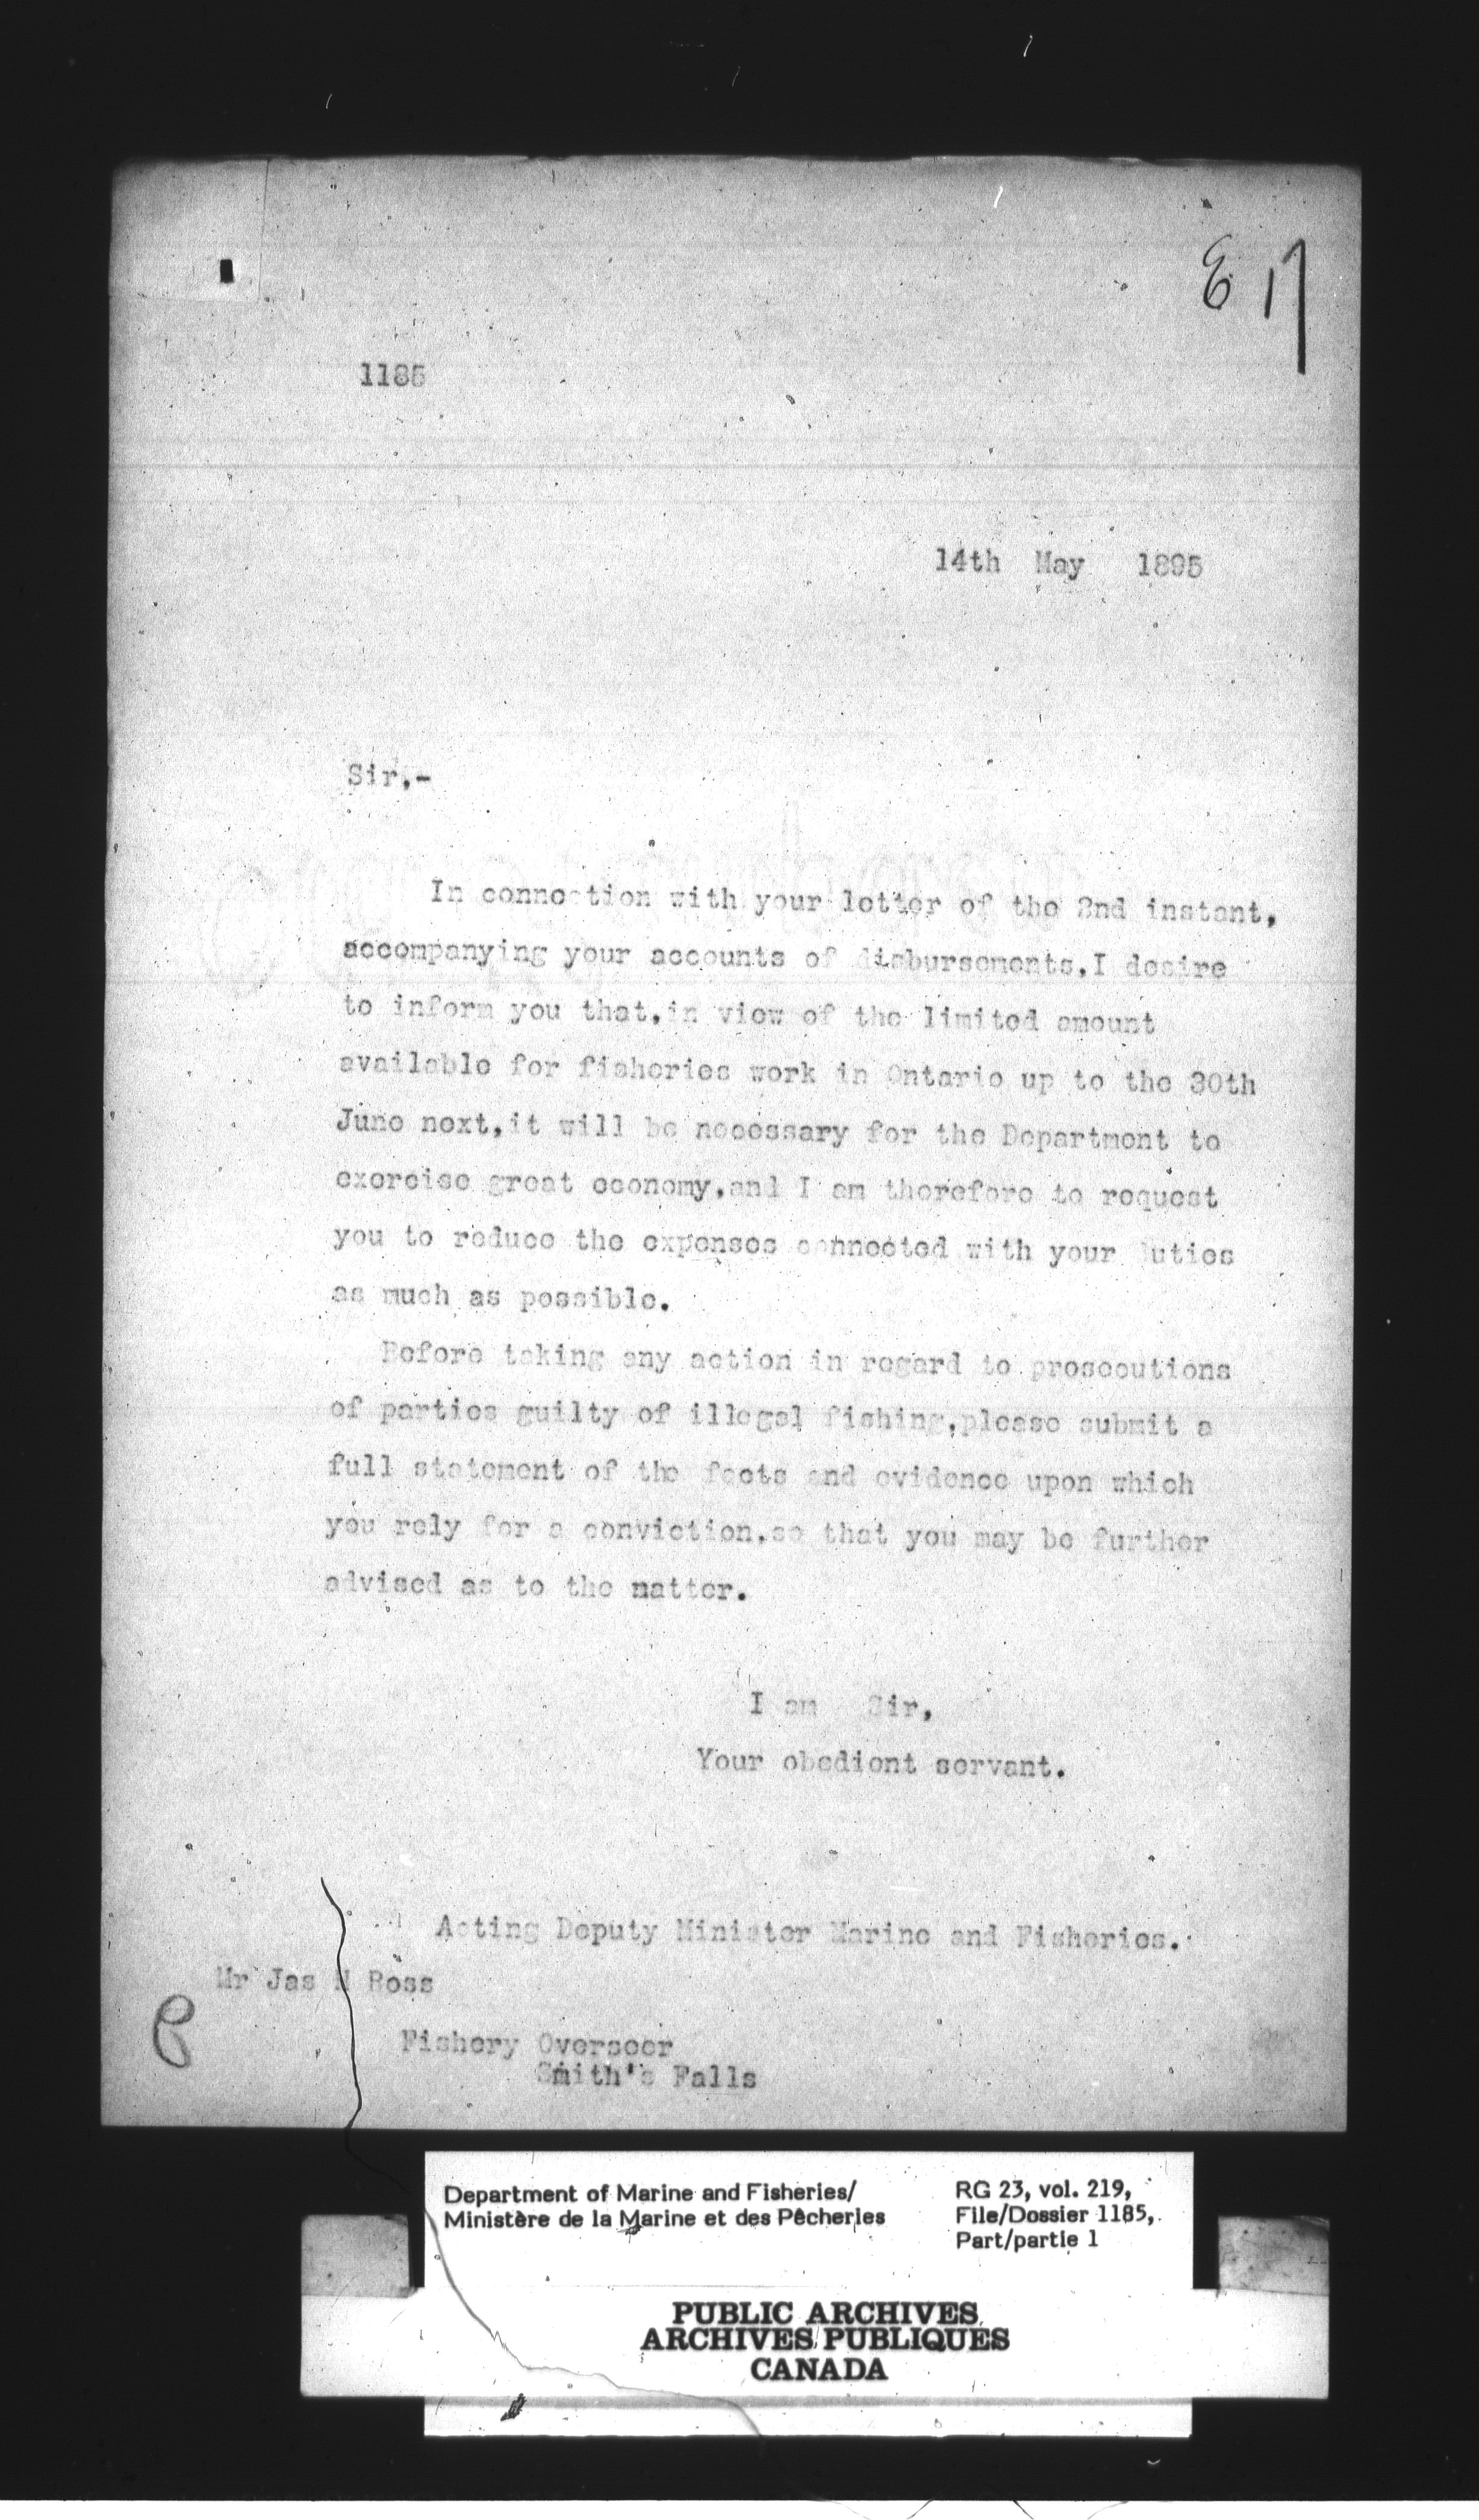 17
1185
14th May 1895
Sir,-
In connection with your letter of the 2nd instant,
accompanying your accounts of disbursements,I desire
to inform you that,in view of the limited amount
available for fisheries work in Ontario up to the 30th
June next,it will be necessary for the Department to
exercise great economy,and I am therefore to request
you to reduce the expenses connected with your duties
as much as possible.
Before taking any action in regard to prosecutions
of parties guilty of illegal fishing,please submit a
full statement of the facts and evidence upon which
you rely for a conviction,so that you may be further
advised as to the matter.
I am Sir,
Your obedient servant.
Acting Deputy Minister Marine and Fisheries.
Mr Jas N Ross
Fishery Overseer
Smith's Falls
Department of Marine and Fisheries/
Ministère de la Marine et des Pêcheries
RG 23, vol. 219,
File/Dossier 1185,
Part/partie 1
PUBLIC ARCHIVES
ARCHIVES PUBLIQUES
CANADA